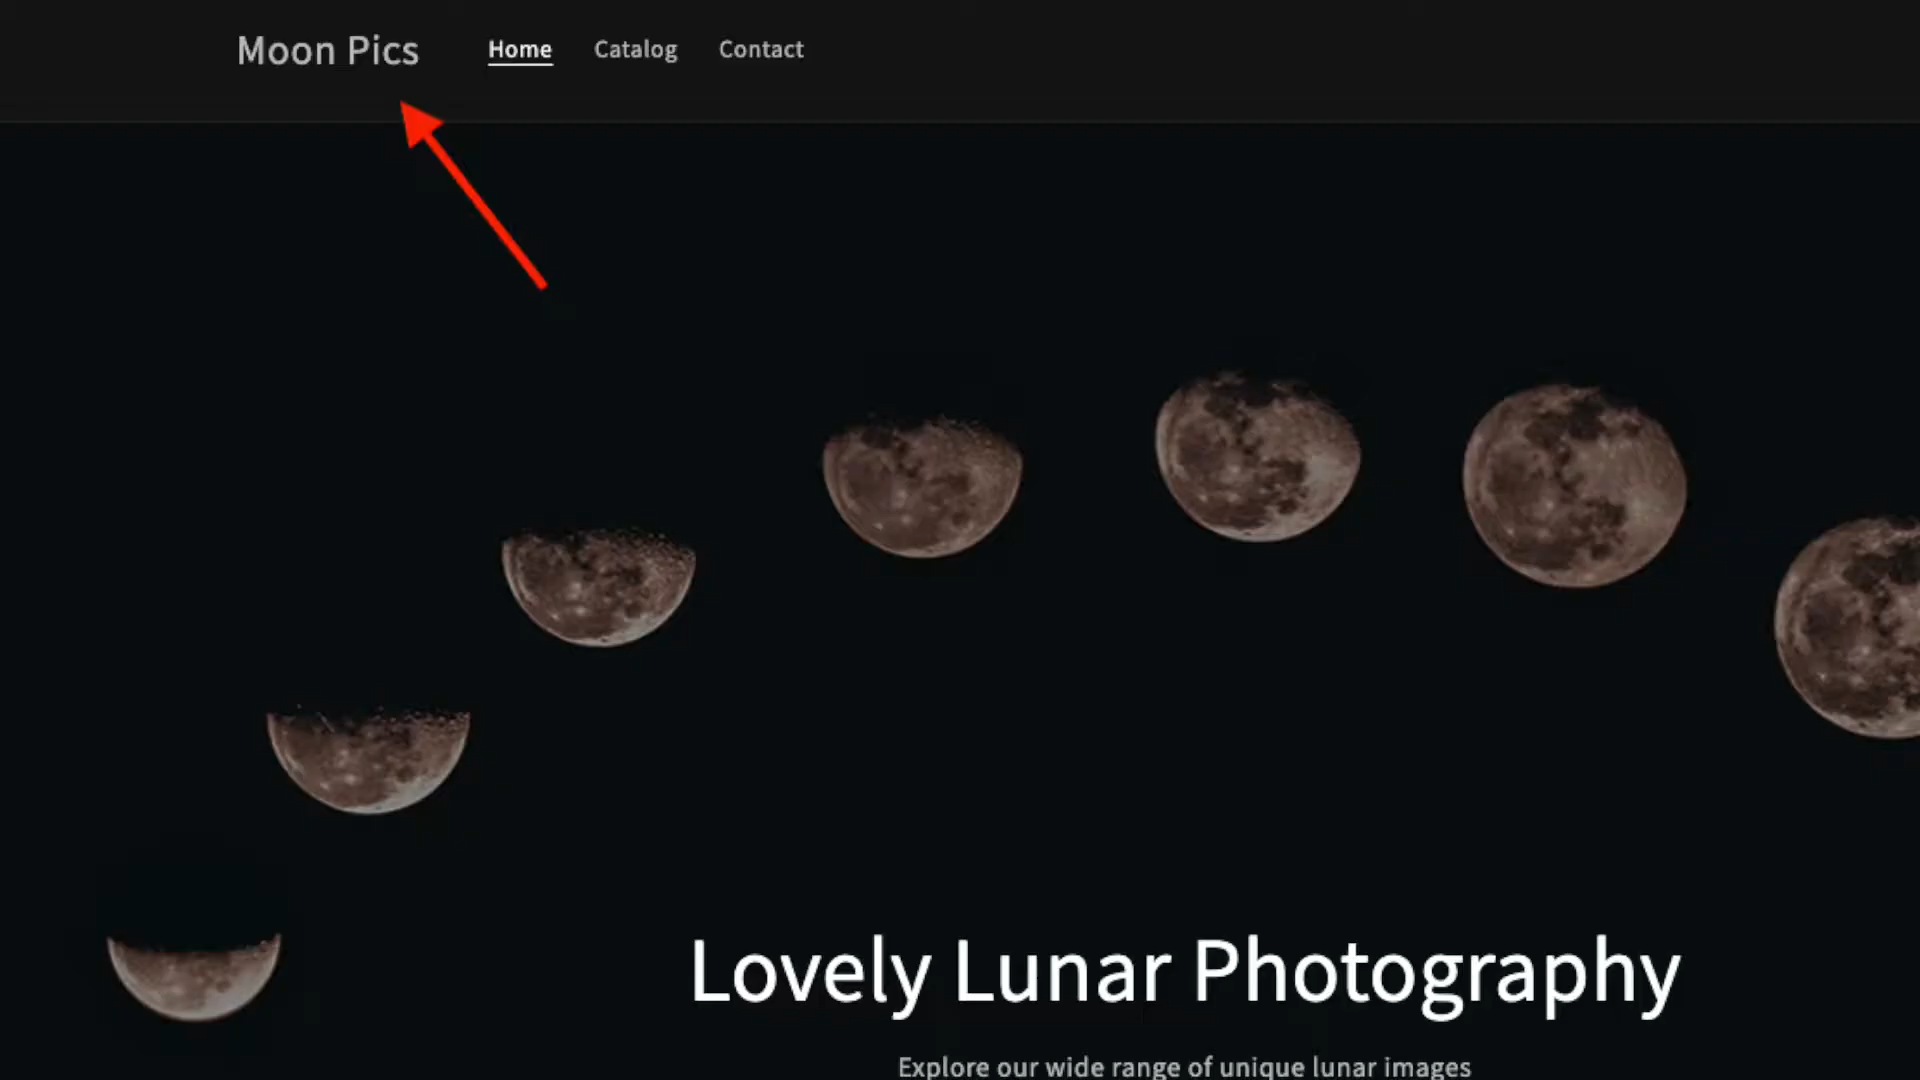 Moon Pics
Home Catalog Contact
Lovely Lunar Photography
Explore our wide range of unique lunar images